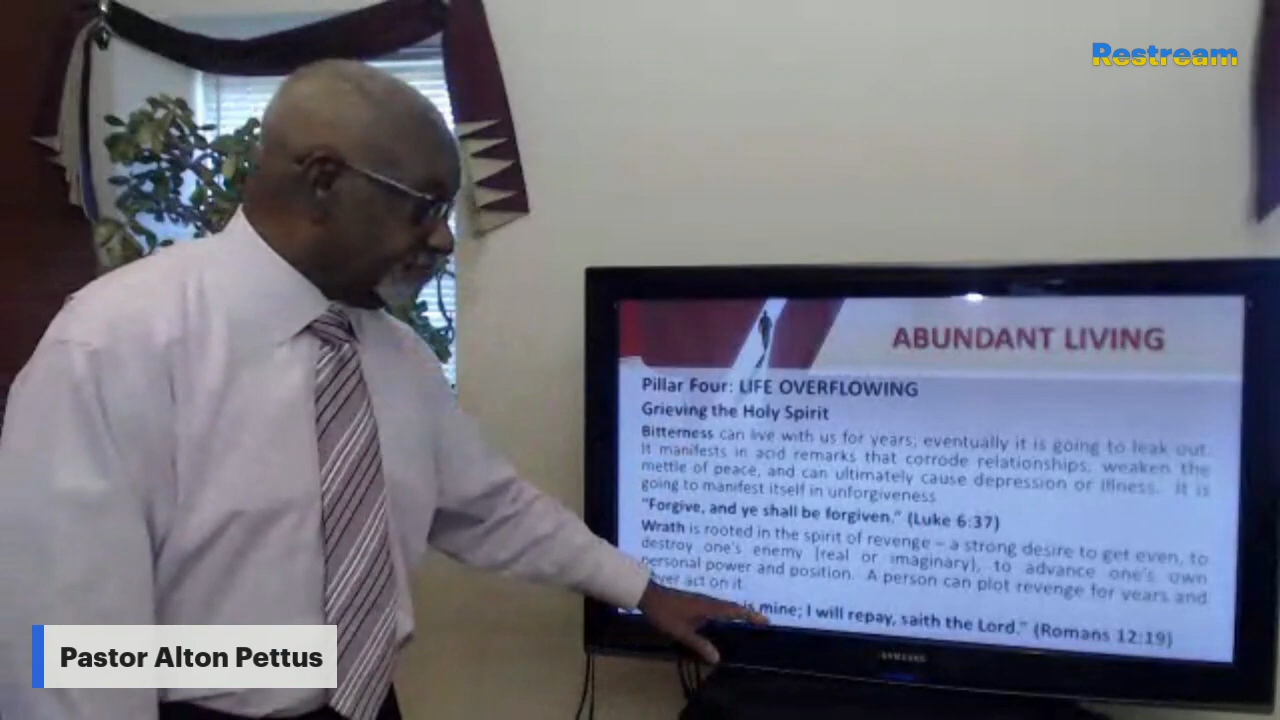 Restream
ABUNDANT LIVING
Pillar Four: LIFE OVERFLOWING
Grieving the Holy Spirit
Bitterness can live with us for years; eventually it is going to leak out.
It manifests in acid remarks that corrode relationships, weaken the
mettle of peace, and can ultimately cause depression or illness. It is
going to manifest itself in unforgiveness
"Forgive, and ye shall be forgiven." (Luke 6:37)
Wrath is rooted in the spirit of revenge – a strong desire to get even, to
destroy one's enemy (real or imaginary), to advance one's own
personal power and position. A person can plot revenge for years and
ever act on it.
is mine; I will repay, saith the Lord." (Romans 12:19)
SAMSUNG
Pastor Alton Pettus